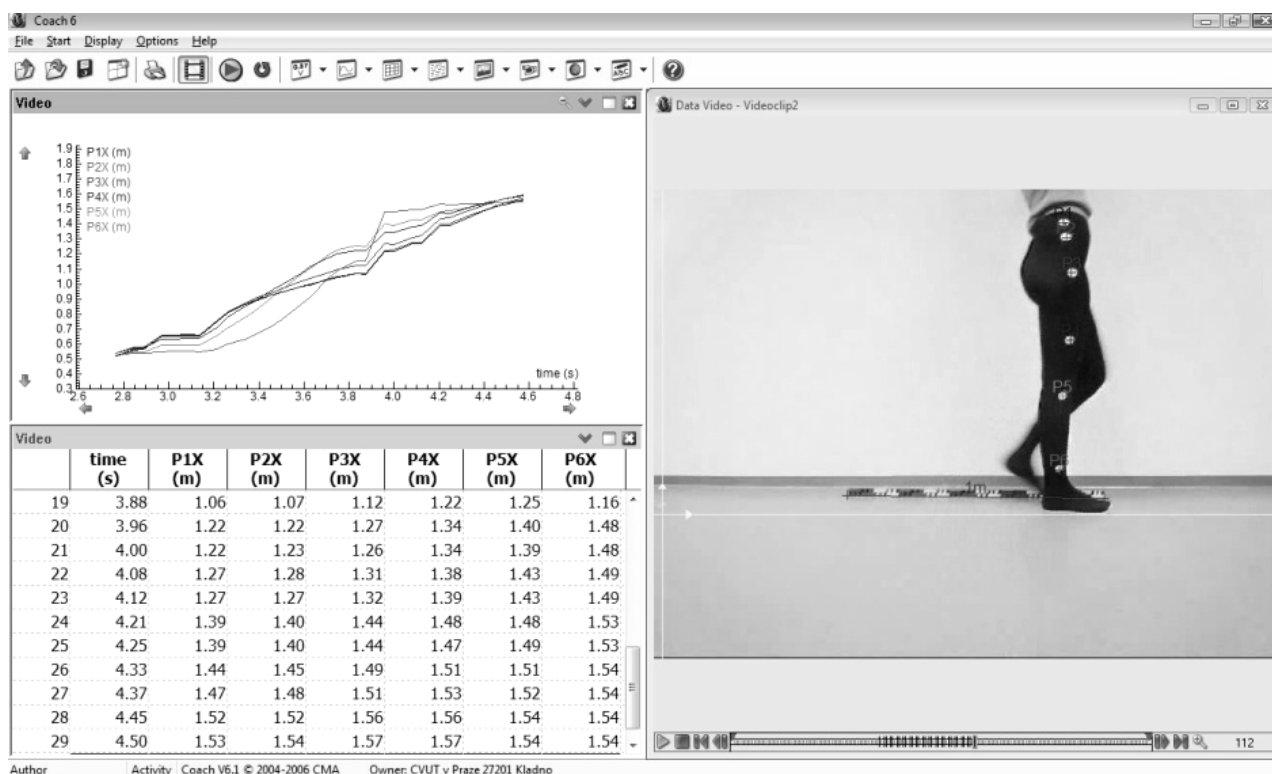 Coach 6
File Start Display Options Help
Video
1.9
1.8
1.7
1.6
1.5
1.4
1.3
1.2
1.1
1.0
0.9
0.8
0.7
0.6
0.5
0.4
0.3
P1X (m)
P2X (m)
P3X (m)
P4X (m)
P5X (m)
P6X (m)
time (s)
2.6 2.8 3.0 3.2 3.4 3.6 3.8 4.0 4.2 4.4 4.6 4.8
Video
time P1X P2X P3X P4X P5X P6X
(s) (m) (m) (m) (m) (m) (m)
19 3.88 1.06 1.07 1.12 1.22 1.25 1.16
20 3.96 1.22 1.22 1.27 1.34 1.40 1.48
21 4.00 1.22 1.23 1.26 1.34 1.39 1.48
22 4.08 1.27 1.28 1.31 1.38 1.43 1.49
23 4.12 1.27 1.27 1.32 1.39 1.43 1.49
24 4.21 1.39 1.40 1.44 1.48 1.48 1.53
25 4.25 1.39 1.40 1.44 1.47 1.49 1.53
26 4.33 1.44 1.45 1.49 1.51 1.51 1.54
27 4.37 1.47 1.48 1.51 1.53 1.52 1.54
28 4.45 1.52 1.52 1.56 1.56 1.54 1.54
29 4.50 1.53 1.54 1.57 1.57 1.54 1.54
Data Video - Videoclip2
P3
P5
P6
1m
112
Author Activity Coach V6.1 © 2004-2006 CMA Owner: CVUT v Praze 27201 Kladno